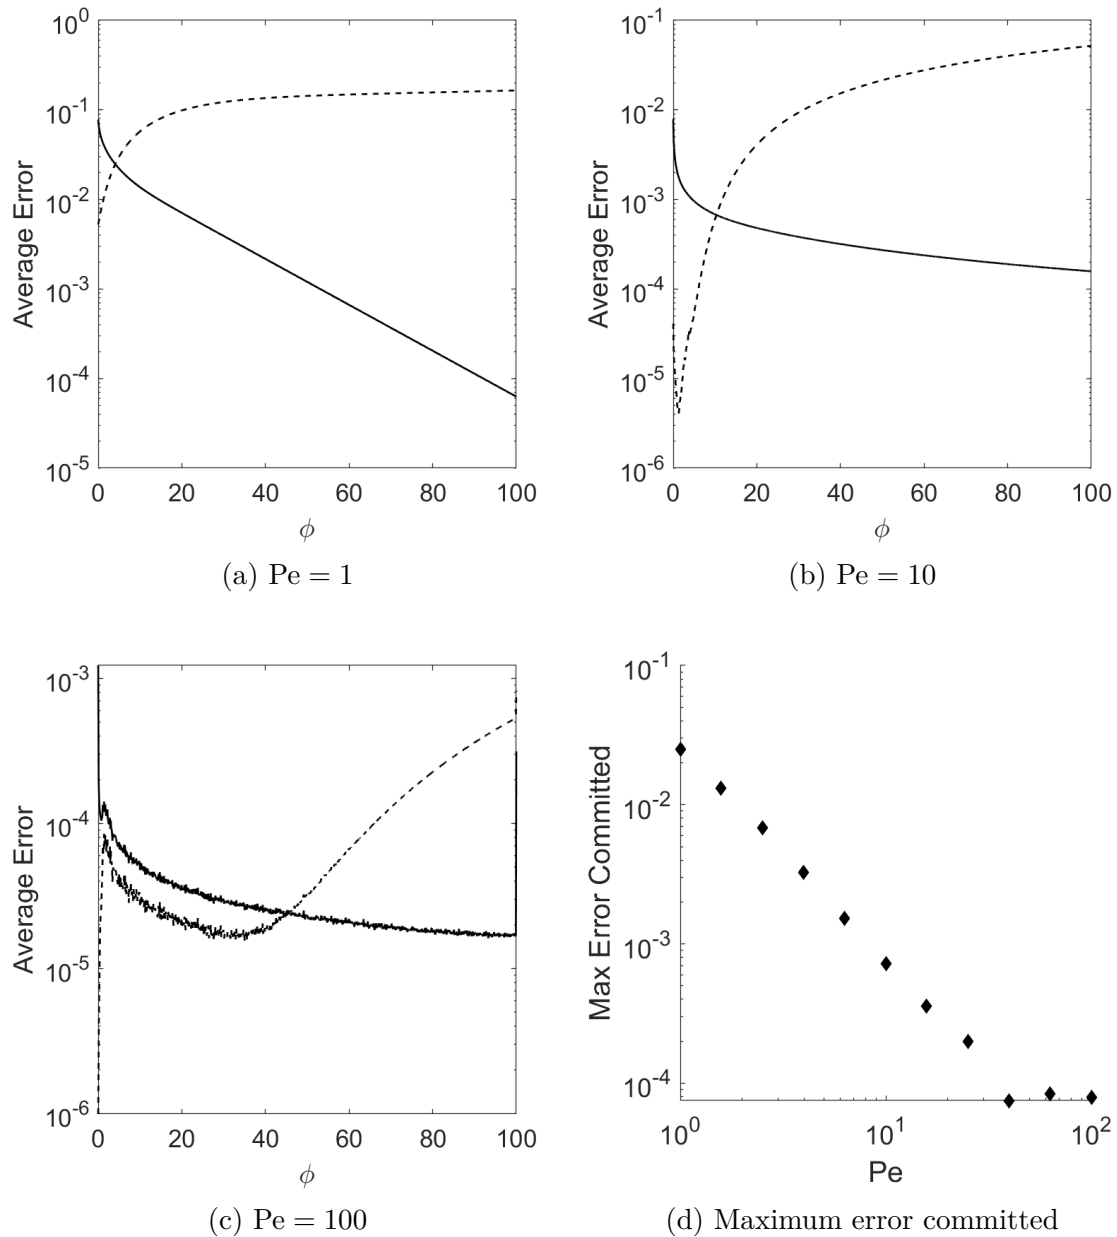 10^0
10^-1
10^-2
10^-3
10^-4
10^-5
Average Error
0 20 40 60 80 100
ϕ
(a) Pe = 1
10^-1
10^-2
10^-3
10^-4
10^-5
10^-6
Average Error
0 20 40 60 80 100
ϕ
(b) Pe = 10
10^-3
10^-4
10^-5
10^-6
Average Error
0 20 40 60 80 100
ϕ
(c) Pe = 100
10^-1
10^-2
10^-3
10^-4
Max Error Committed
10^0 10^1 10^2
Pe
(d) Maximum error committed